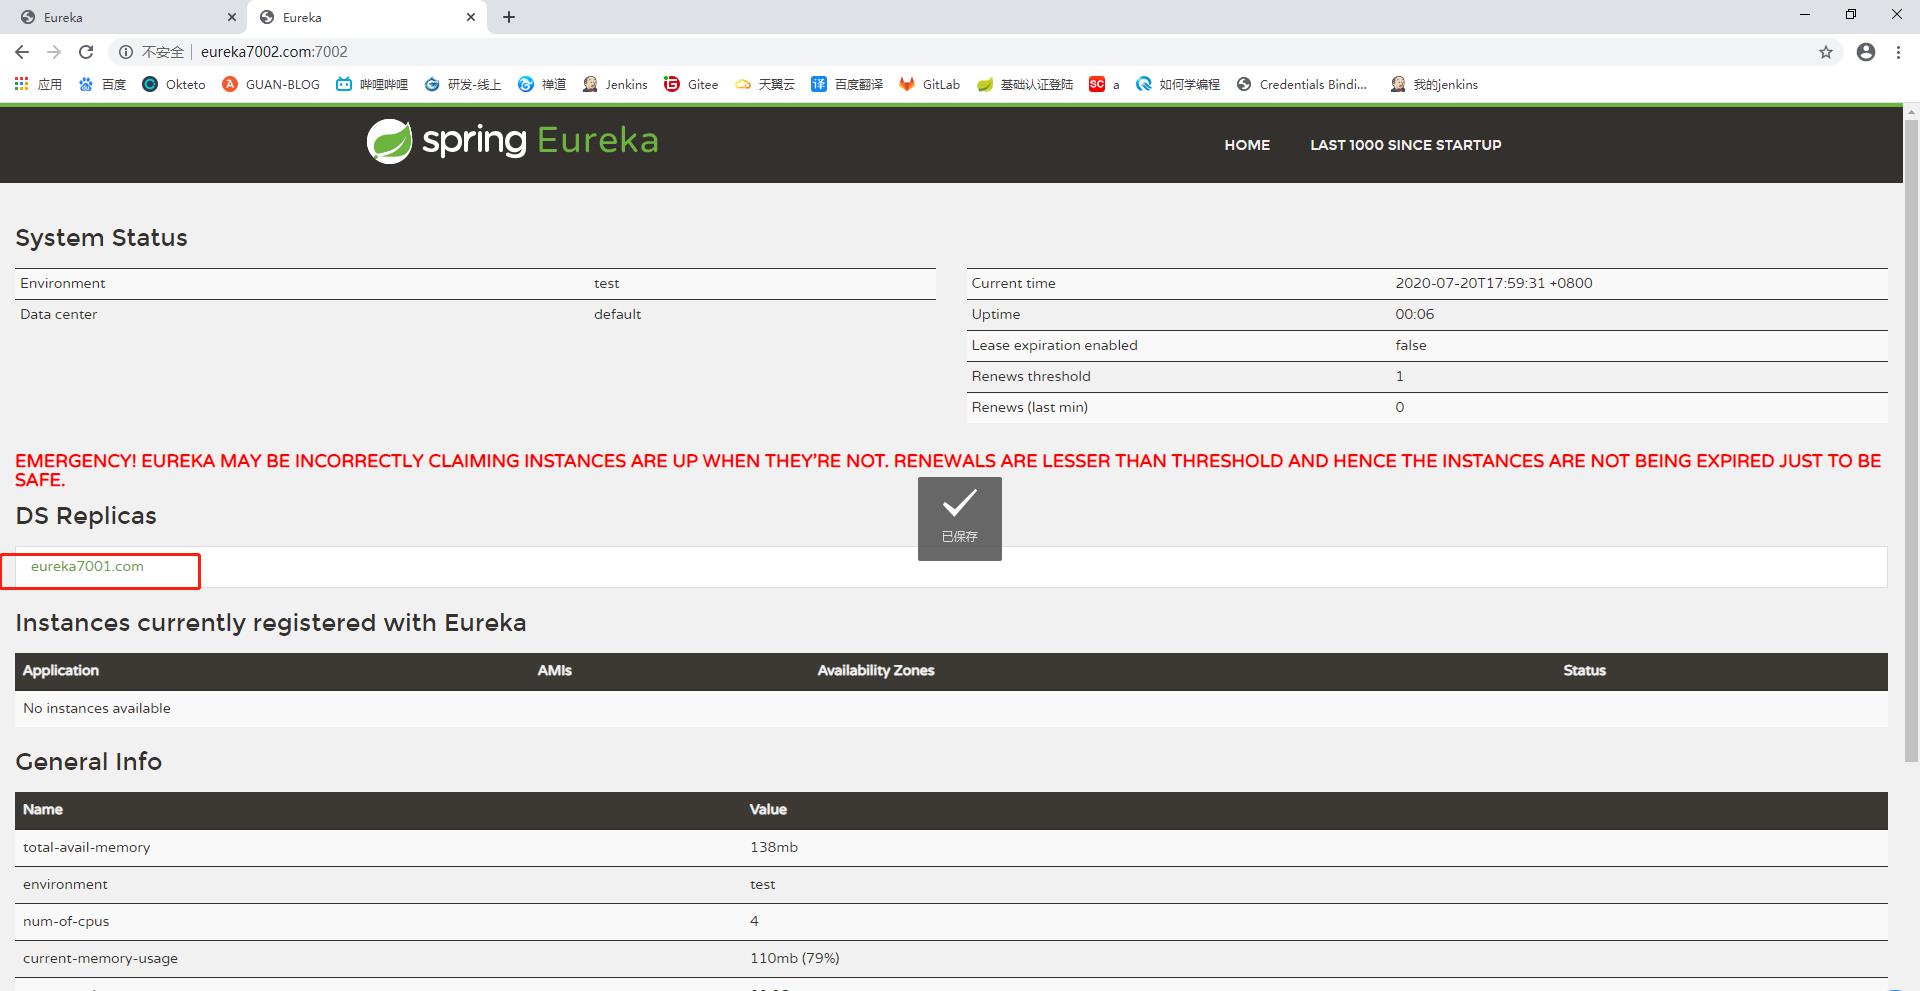 Eureka
Eureka
不安全 eureka7002.com:7002
应用 百度 Okteto GUAN-BLOG 哔哩哔哩 研发-线上 禅道 Jenkins Gitee 天翼云 百度翻译 GitLab 基础认证登陆 a 如何学编程 Credentials Bindi... 我的jenkins
spring Eureka
HOME LAST 1000 SINCE STARTUP
System Status
Environment test
Data center default
Current time 2020-07-20T17:59:31 +0800
Uptime 00:06
Lease expiration enabled false
Renews threshold 1
Renews (last min) 0
EMERGENCY! EUREKA MAY BE INCORRECTLY CLAIMING INSTANCES ARE UP WHEN THEY'RE NOT. RENEWALS ARE LESSER THAN THRESHOLD AND HENCE THE INSTANCES ARE NOT BEING EXPIRED JUST TO BE
SAFE.
已保存
DS Replicas
eureka7001.com
Instances currently registered with Eureka
Application AMIs Availability Zones Status
No instances available
General Info
Name Value
total-avail-memory 138mb
environment test
num-of-cpus 4
current-memory-usage 110mb (79%)